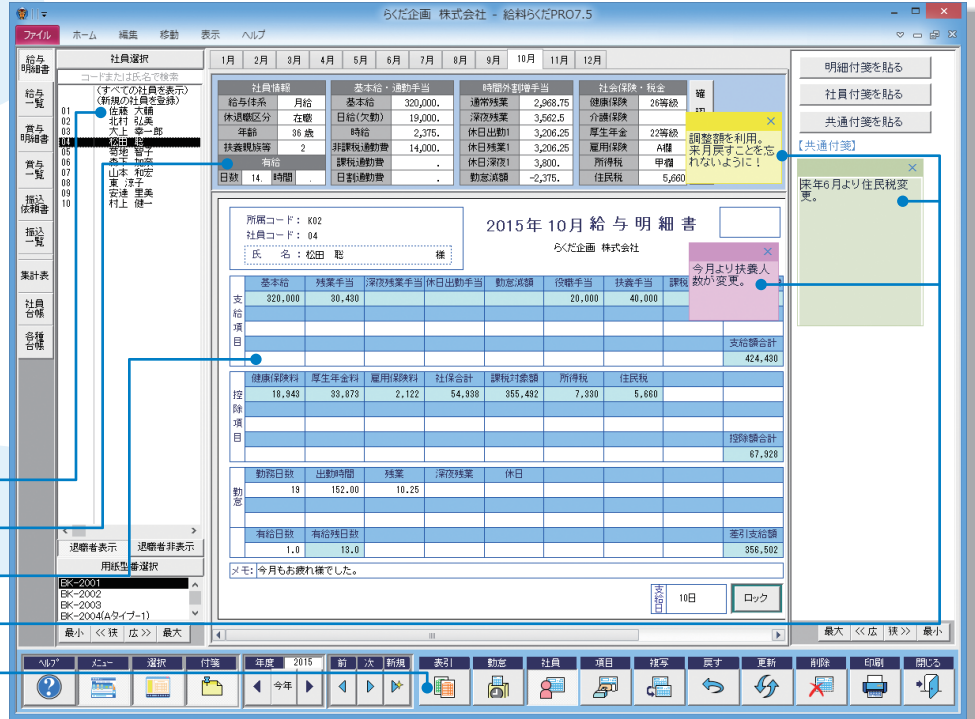 らくだ企画 株式会社 - 給料らくだPRO7.5
ファイル ホーム 編集 移動 表示 ヘルプ
給与明細書
給与一覧
賞与明細書
賞与一覧
振込依頼書
振込一覧
集計表
社員台帳
各種台帳
社員選択
コードまたは氏名で検索
(すべての社員を表示)
(新規の社員を登録)
01 佐藤 大輔
02 北村 弘美
03 大上 幸一郎
04 松田 聡
05 菊地 智子
06 森下 加奈
07 山本 和宏
08 東 淳子
09 安達 里美
10 村上 健一
退職者表示 退職者非表示
用紙型番選択
BK-2001
BK-2002
BK-2003
BK-2004(Aタイプ-1)
最小 <<狭 広>> 最大
1月 2月 3月 4月 5月 6月 7月 8月 9月 10月 11月 12月
社員情報 基本給・通勤手当 時間外割増手当 社会保険・税金 確
給与体系 月給 基本給 320,000. 通常残業 2,968.75 健康保険 26等級
休退職区分 在職 日給(欠勤) 19,000. 深夜残業 3,562.5 介護保険
年齢 36 歳 時給 2,375. 休日出勤1 3,206.25 厚生年金 22等級
扶養親族等 2 非課税通勤費 14,000. 休日残業1 3,206.25 雇用保険 A欄
有給 課税通勤費 . 休日深夜1 3,800. 所得税 甲欄
日数 14. 時間 . 日割通勤費 . 勤怠減額 -2,375. 住民税 5,660
調整額を利用。
来月戻すことを忘
れないように!
所属コード: K02
社員コード: 04
氏 名 : 松田 聡 様
2015年 10月 給 与 明 細 書
らくだ企画 株式会社
今月より扶養人
数が変更。
支給項目
基本給 残業手当 深夜残業手当 休日出勤手当 勤怠減額 役職手当 扶養手当 課税
320,000 30,430 20,000 40,000
支給額合計
424,430
控除項目
健康保険料 厚生年金料 雇用保険料 社保合計 課税対象額 所得税 住民税
18,943 33,873 2,122 54,938 355,492 7,330 5,660
控除額合計
67,928
勤怠
勤務日数 出勤時間 残業 深夜残業 休日
19 152.00 10.25
有給日数 有給残日数 差引支給額
1.0 13.0 356,502
メモ: 今月もお疲れ様でした。
支給日 10日 ロック
明細付箋を貼る
社員付箋を貼る
共通付箋を貼る
【共通付箋】
来年6月より住民税変
更。
最大 <<広 狭>> 最小
ヘルプ メニュー 選択 付箋 年度 2015 前 次 新規 表引 勤怠 社員 項目 複写 戻す 更新 削除 印刷 閉じる
今年